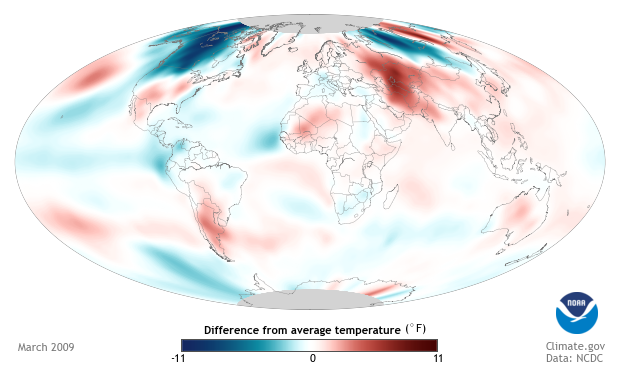 NOAA
Difference from average temperature (°F)
March 2009
-11 0 11
Climate.gov
Data: NCDC